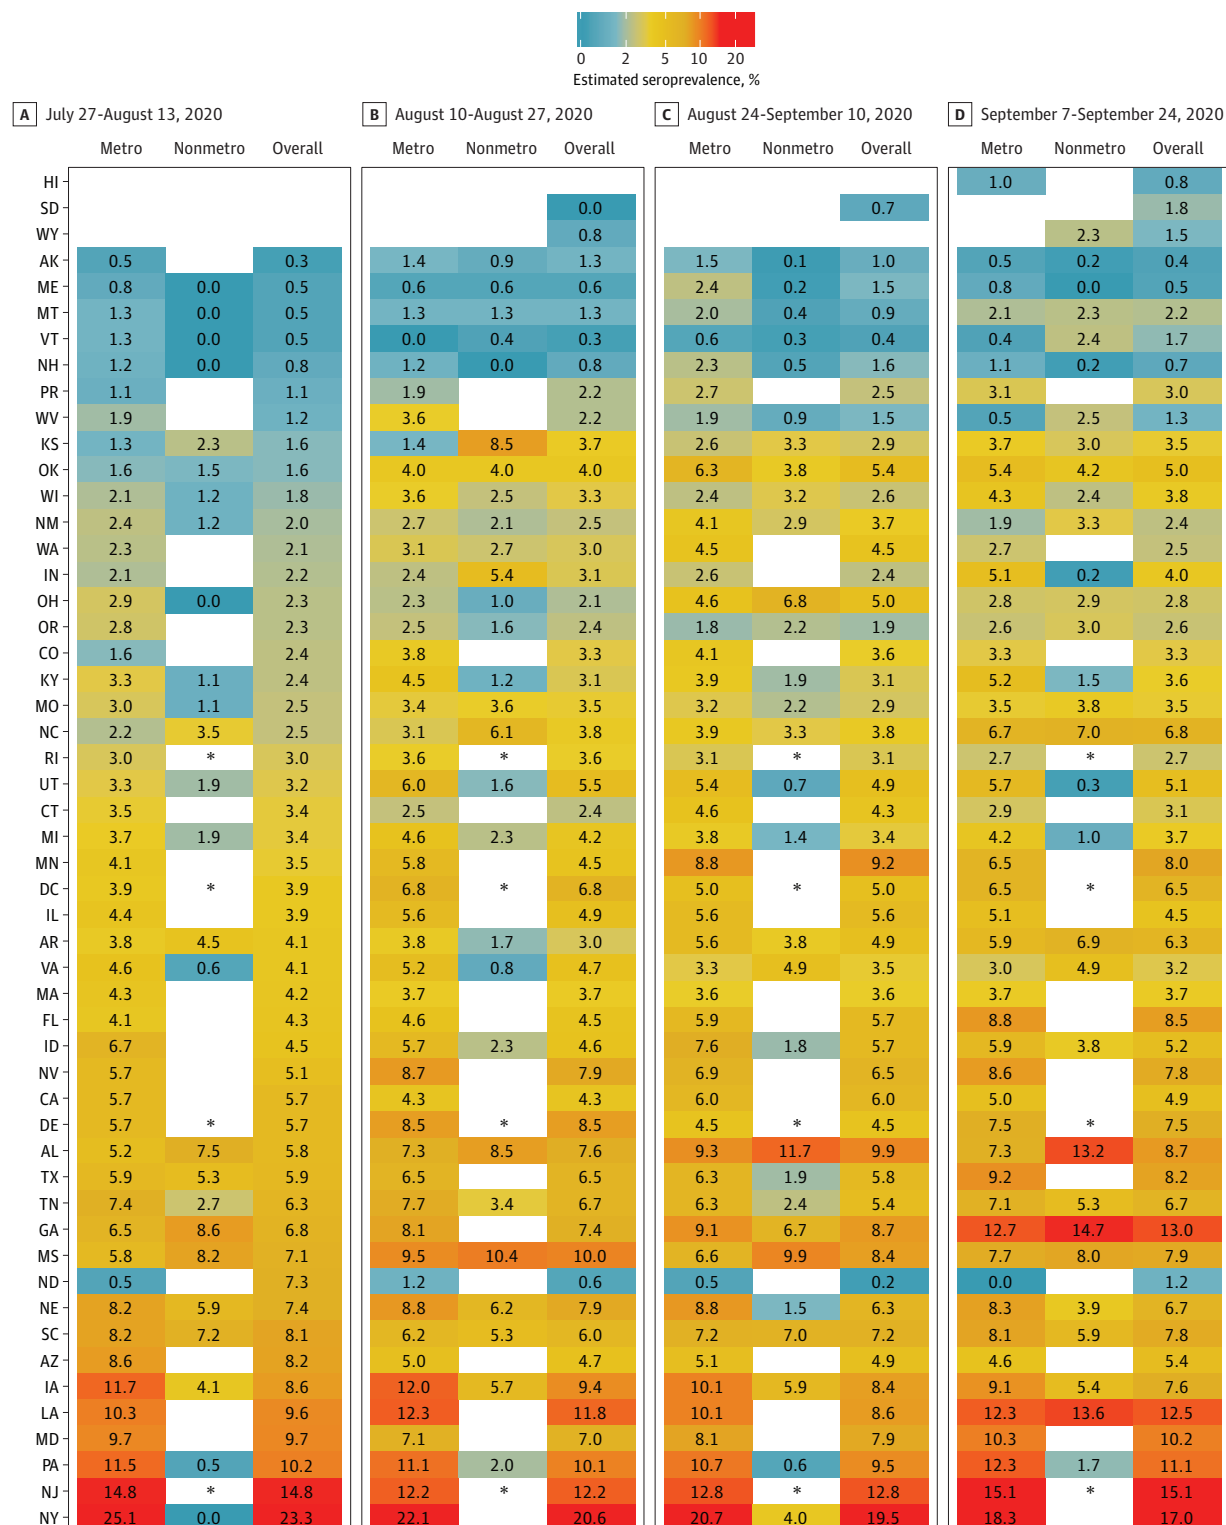 0 2 5 10 20
Estimated seroprevalence, %
A July 27-August 13, 2020 B August 10-August 27, 2020 C August 24-September 10, 2020 D September 7-September 24, 2020
Metro Nonmetro Overall Metro Nonmetro Overall Metro Nonmetro Overall Metro Nonmetro Overall
HI 1.0 0.8
SD 0.0 0.7 1.8
WY 0.8 2.3 1.5
AK 0.5 0.3 1.4 0.9 1.3 1.5 0.1 1.0 0.5 0.2 0.4
ME 0.8 0.0 0.5 0.6 0.6 0.6 2.4 0.2 1.5 0.8 0.0 0.5
MT 1.3 0.0 0.5 1.3 1.3 1.3 2.0 0.4 0.9 2.1 2.3 2.2
VT 1.3 0.0 0.5 0.0 0.4 0.3 0.6 0.3 0.4 0.4 2.4 1.7
NH 1.2 0.0 0.8 1.2 0.0 0.8 2.3 0.5 1.6 1.1 0.2 0.7
PR 1.1 1.1 1.9 2.2 2.7 2.5 3.1 3.0
WV 1.9 1.2 3.6 2.2 1.9 0.9 1.5 0.5 2.5 1.3
KS 1.3 2.3 1.6 1.4 8.5 3.7 2.6 3.3 2.9 3.7 3.0 3.5
OK 1.6 1.5 1.6 4.0 4.0 4.0 6.3 3.8 5.4 5.4 4.2 5.0
WI 2.1 1.2 1.8 3.6 2.5 3.3 2.4 3.2 2.6 4.3 2.4 3.8
NM 2.4 1.2 2.0 2.7 2.1 2.5 4.1 2.9 3.7 1.9 3.3 2.4
WA 2.3 2.1 3.1 2.7 3.0 4.5 4.5 2.7 2.5
IN 2.1 2.2 2.4 5.4 3.1 2.6 2.4 5.1 0.2 4.0
OH 2.9 0.0 2.3 2.3 1.0 2.1 4.6 6.8 5.0 2.8 2.9 2.8
OR 2.8 2.3 2.5 1.6 2.4 1.8 2.2 1.9 2.6 3.0 2.6
CO 1.6 2.4 3.8 3.3 4.1 3.6 3.3 3.3
KY 3.3 1.1 2.4 4.5 1.2 3.1 3.9 1.9 3.1 5.2 1.5 3.6
MO 3.0 1.1 2.5 3.4 3.6 3.5 3.2 2.2 2.9 3.5 3.8 3.5
NC 2.2 3.5 2.5 3.1 6.1 3.8 3.9 3.3 3.8 6.7 7.0 6.8
RI 3.0 * 3.0 3.6 * 3.6 3.1 * 3.1 2.7 * 2.7
UT 3.3 1.9 3.2 6.0 1.6 5.5 5.4 0.7 4.9 5.7 0.3 5.1
CT 3.5 3.4 2.5 2.4 4.6 4.3 2.9 3.1
MI 3.7 1.9 3.4 4.6 2.3 4.2 3.8 1.4 3.4 4.2 1.0 3.7
MN 4.1 3.5 5.8 4.5 8.8 9.2 6.5 8.0
DC 3.9 * 3.9 6.8 * 6.8 5.0 * 5.0 6.5 * 6.5
IL 4.4 3.9 5.6 4.9 5.6 5.6 5.1 4.5
AR 3.8 4.5 4.1 3.8 1.7 3.0 5.6 3.8 4.9 5.9 6.9 6.3
VA 4.6 0.6 4.1 5.2 0.8 4.7 3.3 4.9 3.5 3.0 4.9 3.2
MA 4.3 4.2 3.7 3.7 3.6 3.6 3.7 3.7
FL 4.1 4.3 4.6 4.5 5.9 5.7 8.8 8.5
ID 6.7 4.5 5.7 2.3 4.6 7.6 1.8 5.7 5.9 3.8 5.2
NV 5.7 5.1 8.7 7.9 6.9 6.5 8.6 7.8
CA 5.7 5.7 4.3 4.3 6.0 6.0 5.0 4.9
DE 5.7 * 5.7 8.5 * 8.5 4.5 * 4.5 7.5 * 7.5
AL 5.2 7.5 5.8 7.3 8.5 7.6 9.3 11.7 9.9 7.3 13.2 8.7
TX 5.9 5.3 5.9 6.5 6.5 6.3 1.9 5.8 9.2 8.2
TN 7.4 2.7 6.3 7.7 3.4 6.7 6.3 2.4 5.4 7.1 5.3 6.7
GA 6.5 8.6 6.8 8.1 7.4 9.1 6.7 8.7 12.7 14.7 13.0
MS 5.8 8.2 7.1 9.5 10.4 10.0 6.6 9.9 8.4 7.7 8.0 7.9
ND 0.5 7.3 1.2 0.6 0.5 0.2 0.0 1.2
NE 8.2 5.9 7.4 8.8 6.2 7.9 8.8 1.5 6.3 8.3 3.9 6.7
SC 8.2 7.2 8.1 6.2 5.3 6.0 7.2 7.0 7.2 8.1 5.9 7.8
AZ 8.6 8.2 5.0 4.7 5.1 4.9 4.6 5.4
IA 11.7 4.1 8.6 12.0 5.7 9.4 10.1 5.9 8.4 9.1 5.4 7.6
LA 10.3 9.6 12.3 11.8 10.1 8.6 12.3 13.6 12.5
MD 9.7 9.7 7.1 7.0 8.1 7.9 10.3 10.2
PA 11.5 0.5 10.2 11.1 2.0 10.1 10.7 0.6 9.5 12.3 1.7 11.1
NJ 14.8 * 14.8 12.2 * 12.2 12.8 * 12.8 15.1 * 15.1
NY 25.1 0.0 23.3 22.1 20.6 20.7 4.0 19.5 18.3 17.0